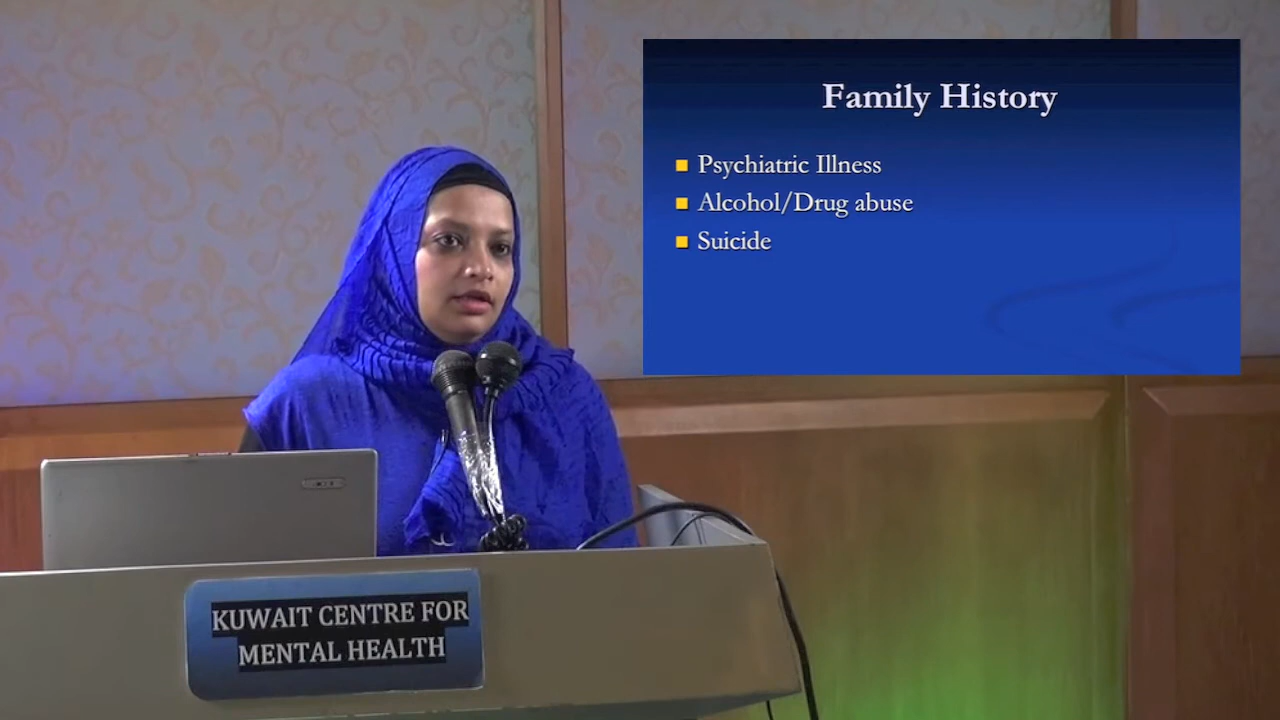 Family History
Psychiatric Illness
Alcohol/Drug abuse
Suicide
KUWAIT CENTRE FOR
MENTAL HEALTH